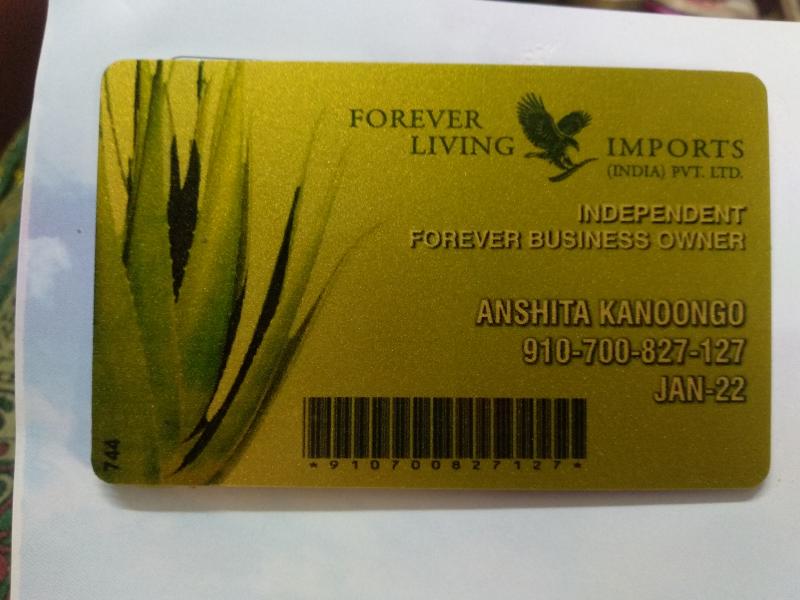 FOREVER
LIVING
IMPORTS
(INDIA) PVT. LTD.
INDEPENDENT
FOREVER BUSINESS OWNER
ANSHITA KANOONGO
910-700-827-127
JAN-22
*910700827127*
744